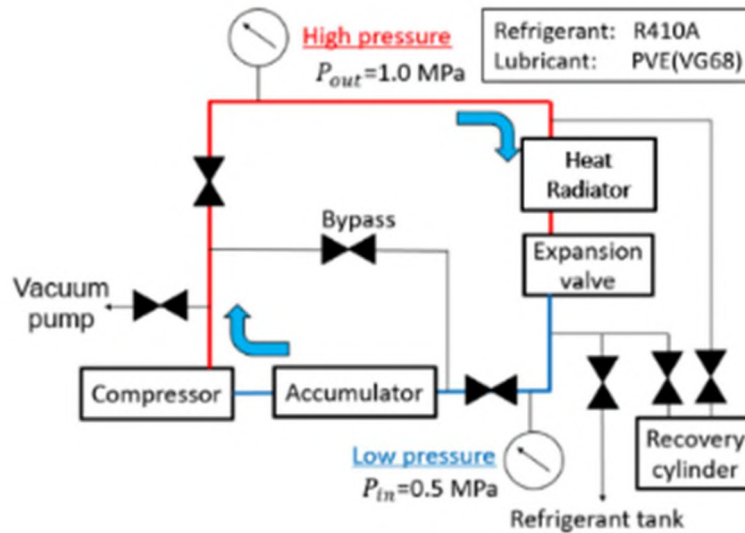 High pressure
P_out=1.0 MPa
Refrigerant: R410A
Lubricant: PVE(VG68)
Heat
Radiator
Bypass
Expansion
valve
Vacuum
pump
Compressor
Accumulator
Low pressure
P_in=0.5 MPa
Recovery
cylinder
Refrigerant tank